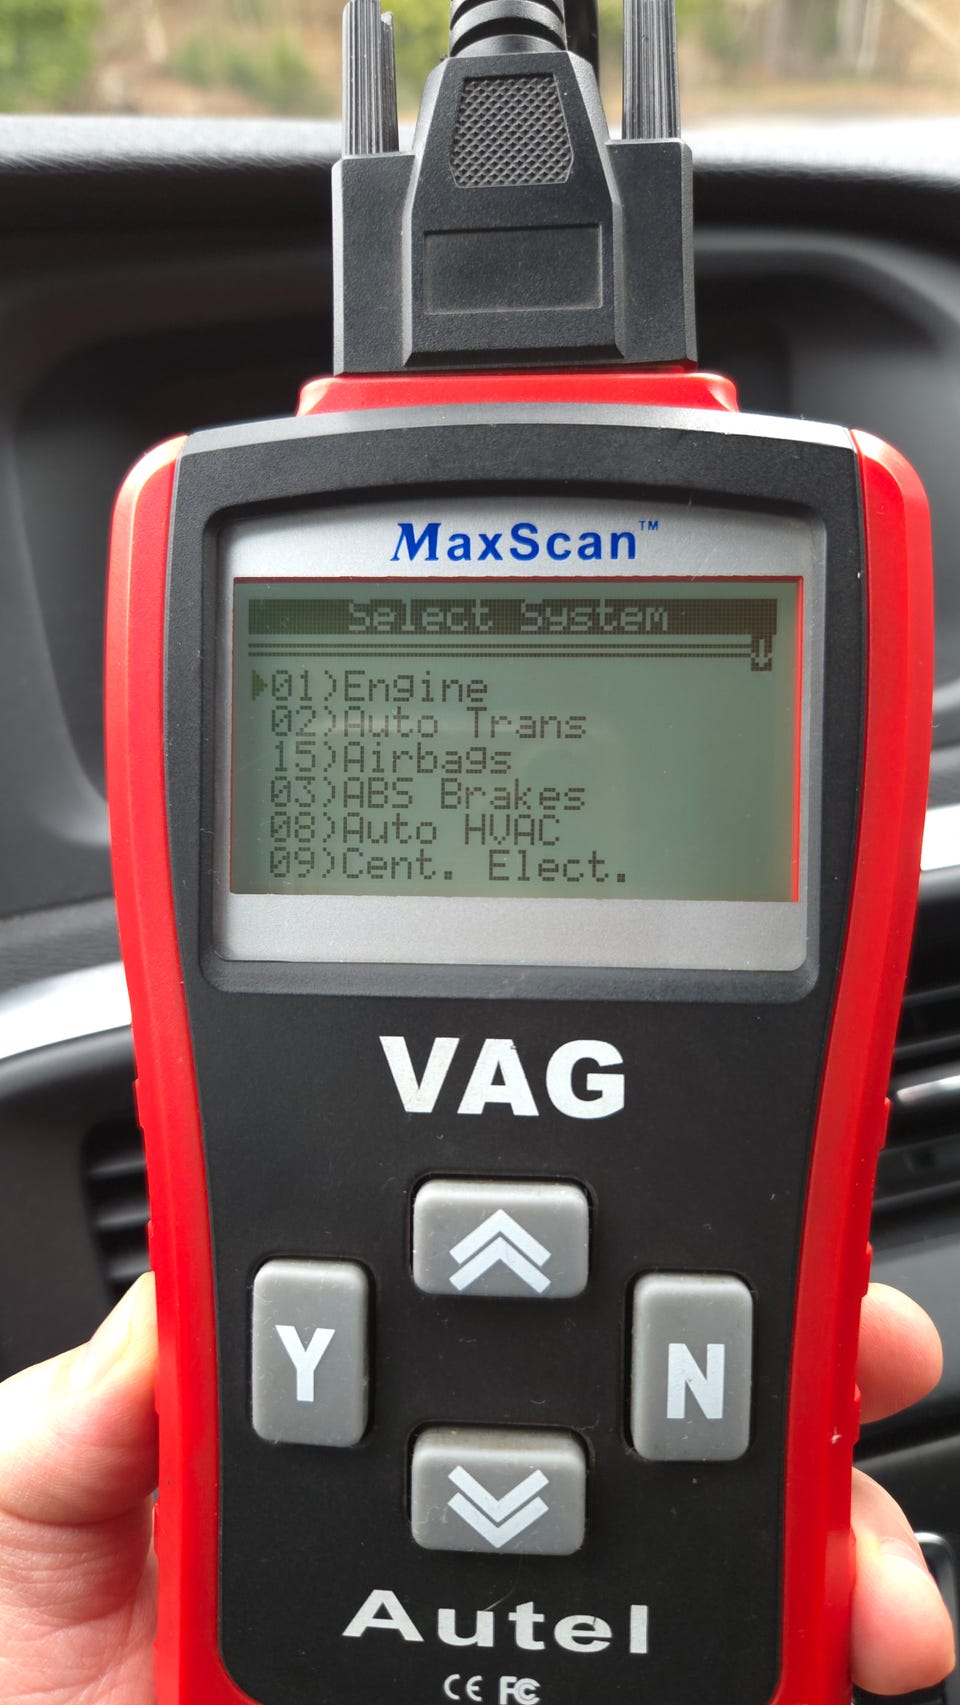 MaxScan™
Select System
01)Engine
02)Auto Trans
15)Airbags
03)ABS Brakes
08)Auto HVAC
09)Cent. Elect.
VAG
Y
N
Autel
CE FC